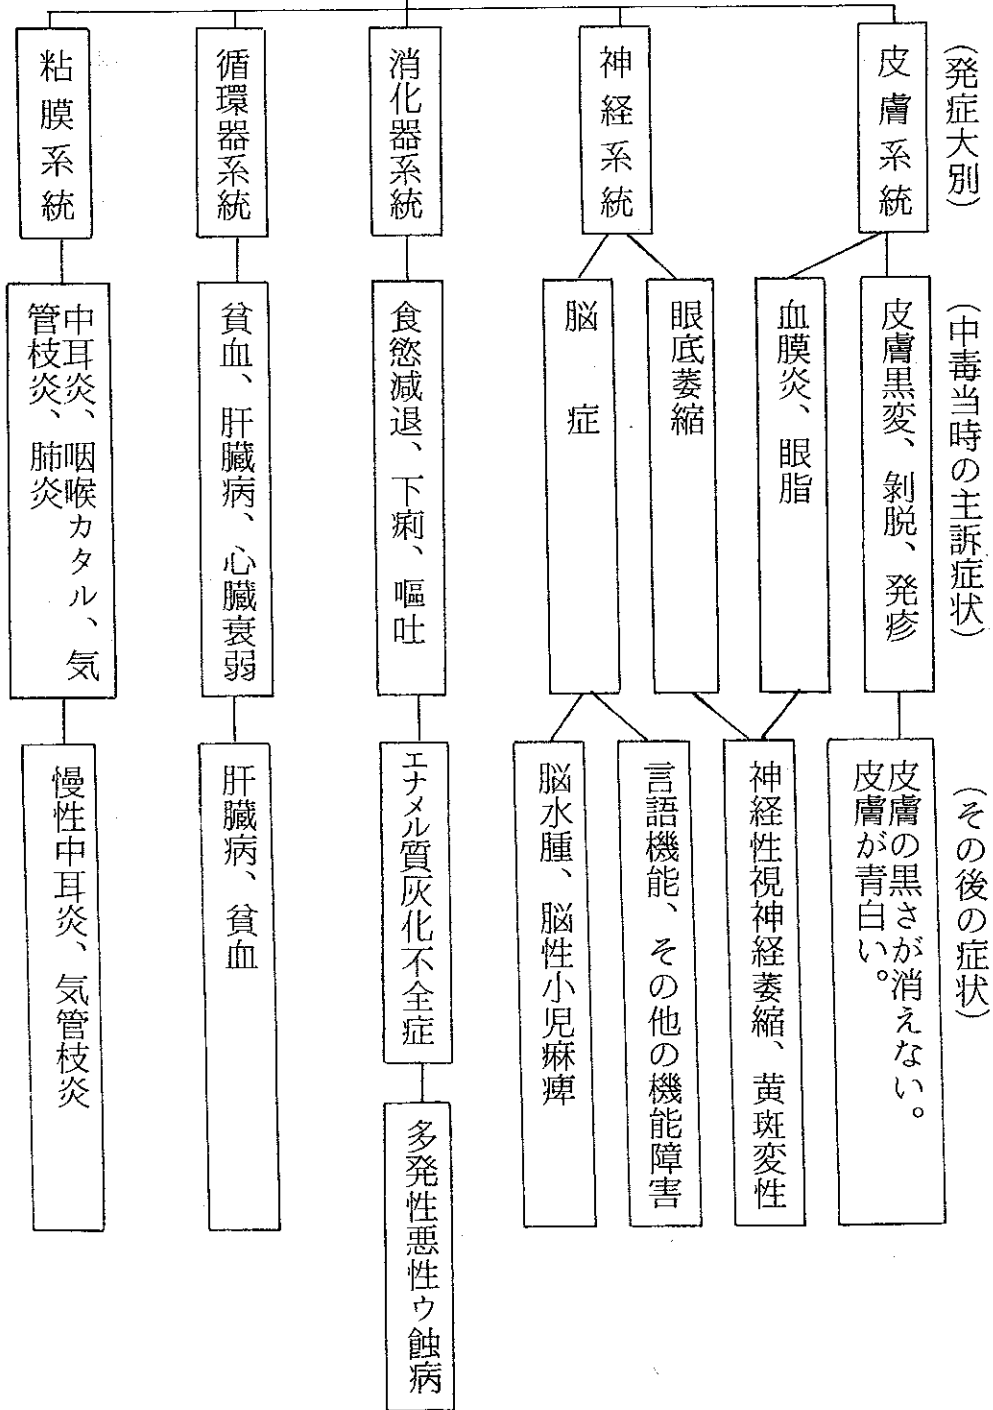 (発症大別)
(中毒当時の主訴症状)
(その後の症状)
皮膚系統
皮膚黒変、剝脱、発疹
皮膚の黒さが消えない。
皮膚が青白い。
血膜炎、眼脂
神経性視神経萎縮、黄斑変性
神経系統
眼底萎縮
言語機能、その他の機能障害
脳症
脳水腫、脳性小児麻痺
消化器系統
食慾減退、下痢、嘔吐
エナメル質灰化不全症
多発性悪性ウ蝕病
循環器系統
貧血、肝臓病、心臓衰弱
肝臓病、貧血
粘膜系統
中耳炎、咽喉カタル、気
管枝炎、肺炎
慢性中耳炎、気管枝炎